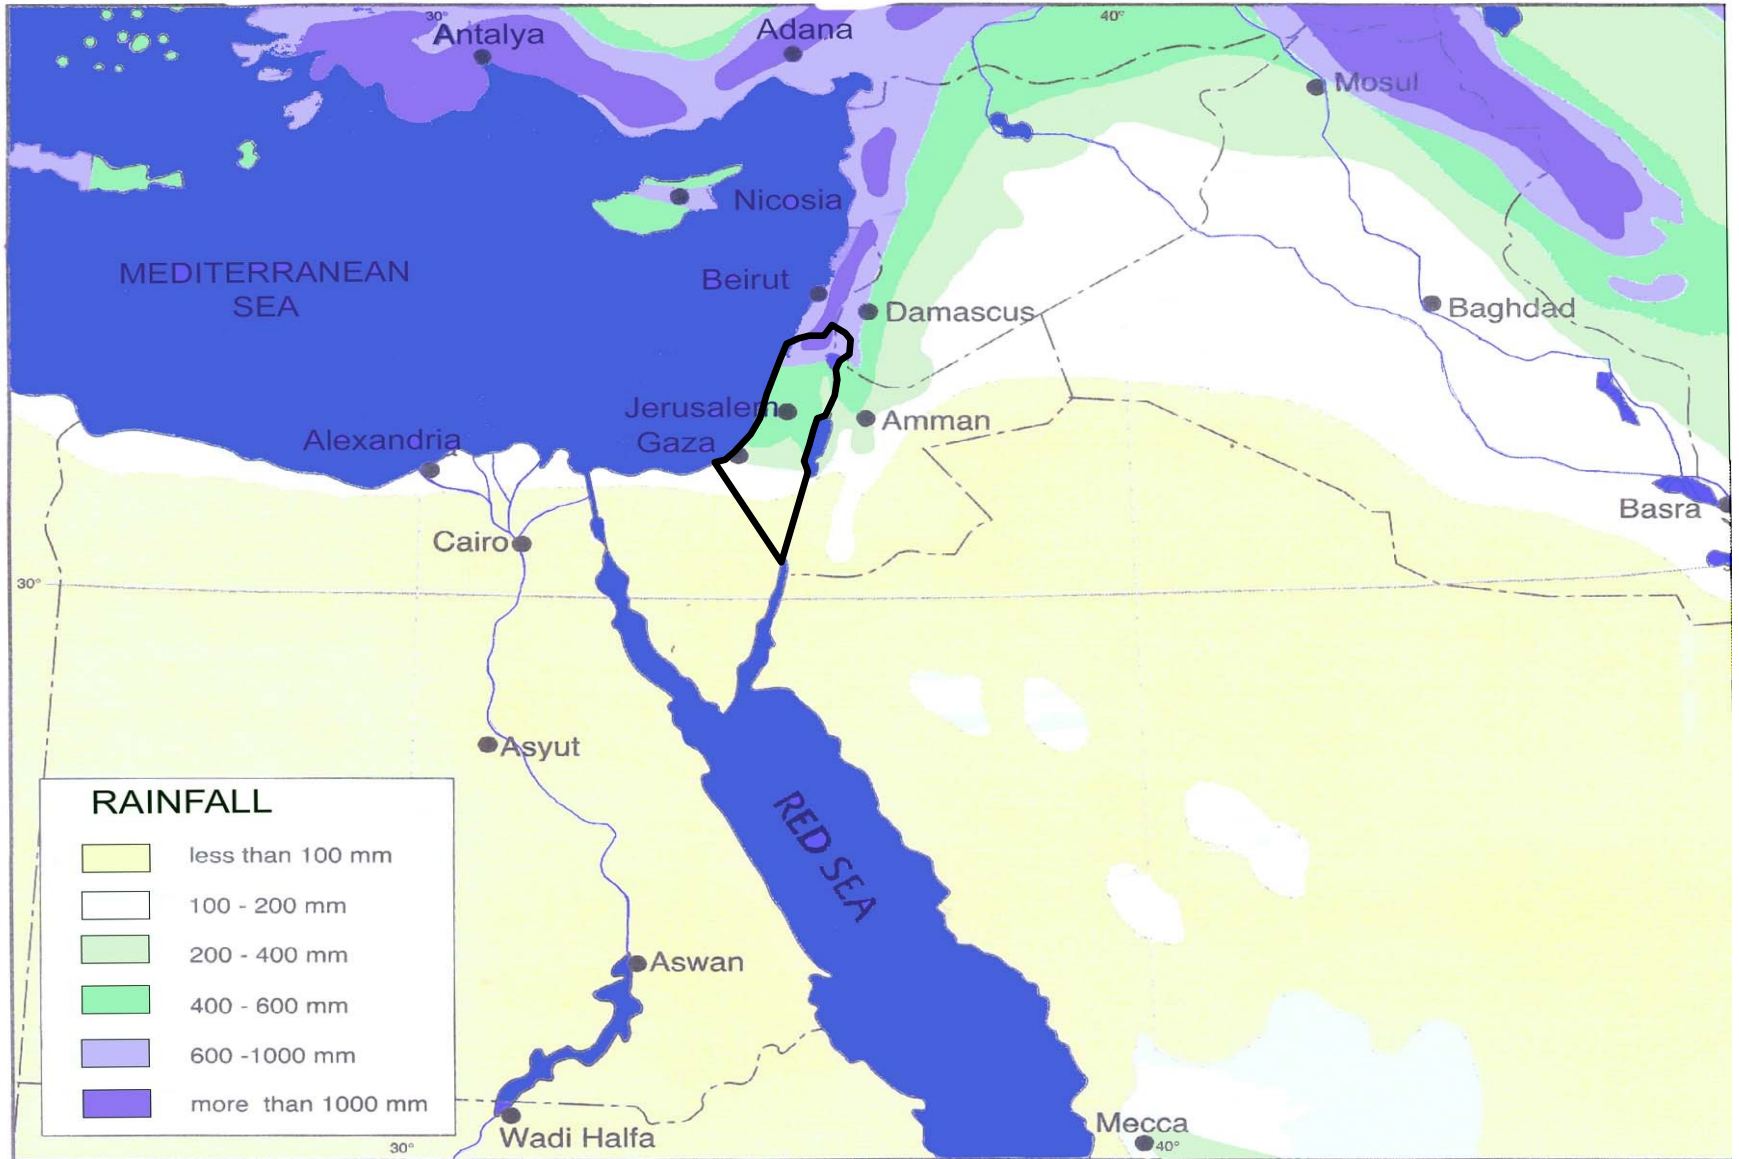 30°
40°
Antalya
Adana
Mosul
Nicosia
MEDITERRANEAN
SEA
Beirut
Damascus
Baghdad
Jerusalem
Amman
Gaza
Alexandria
Basra
Cairo
30°
Asyut
RED SEA
RAINFALL
less than 100 mm
100 - 200 mm
200 - 400 mm
400 - 600 mm
600 -1000 mm
more than 1000 mm
Aswan
Wadi Halfa
Mecca
30°
40°